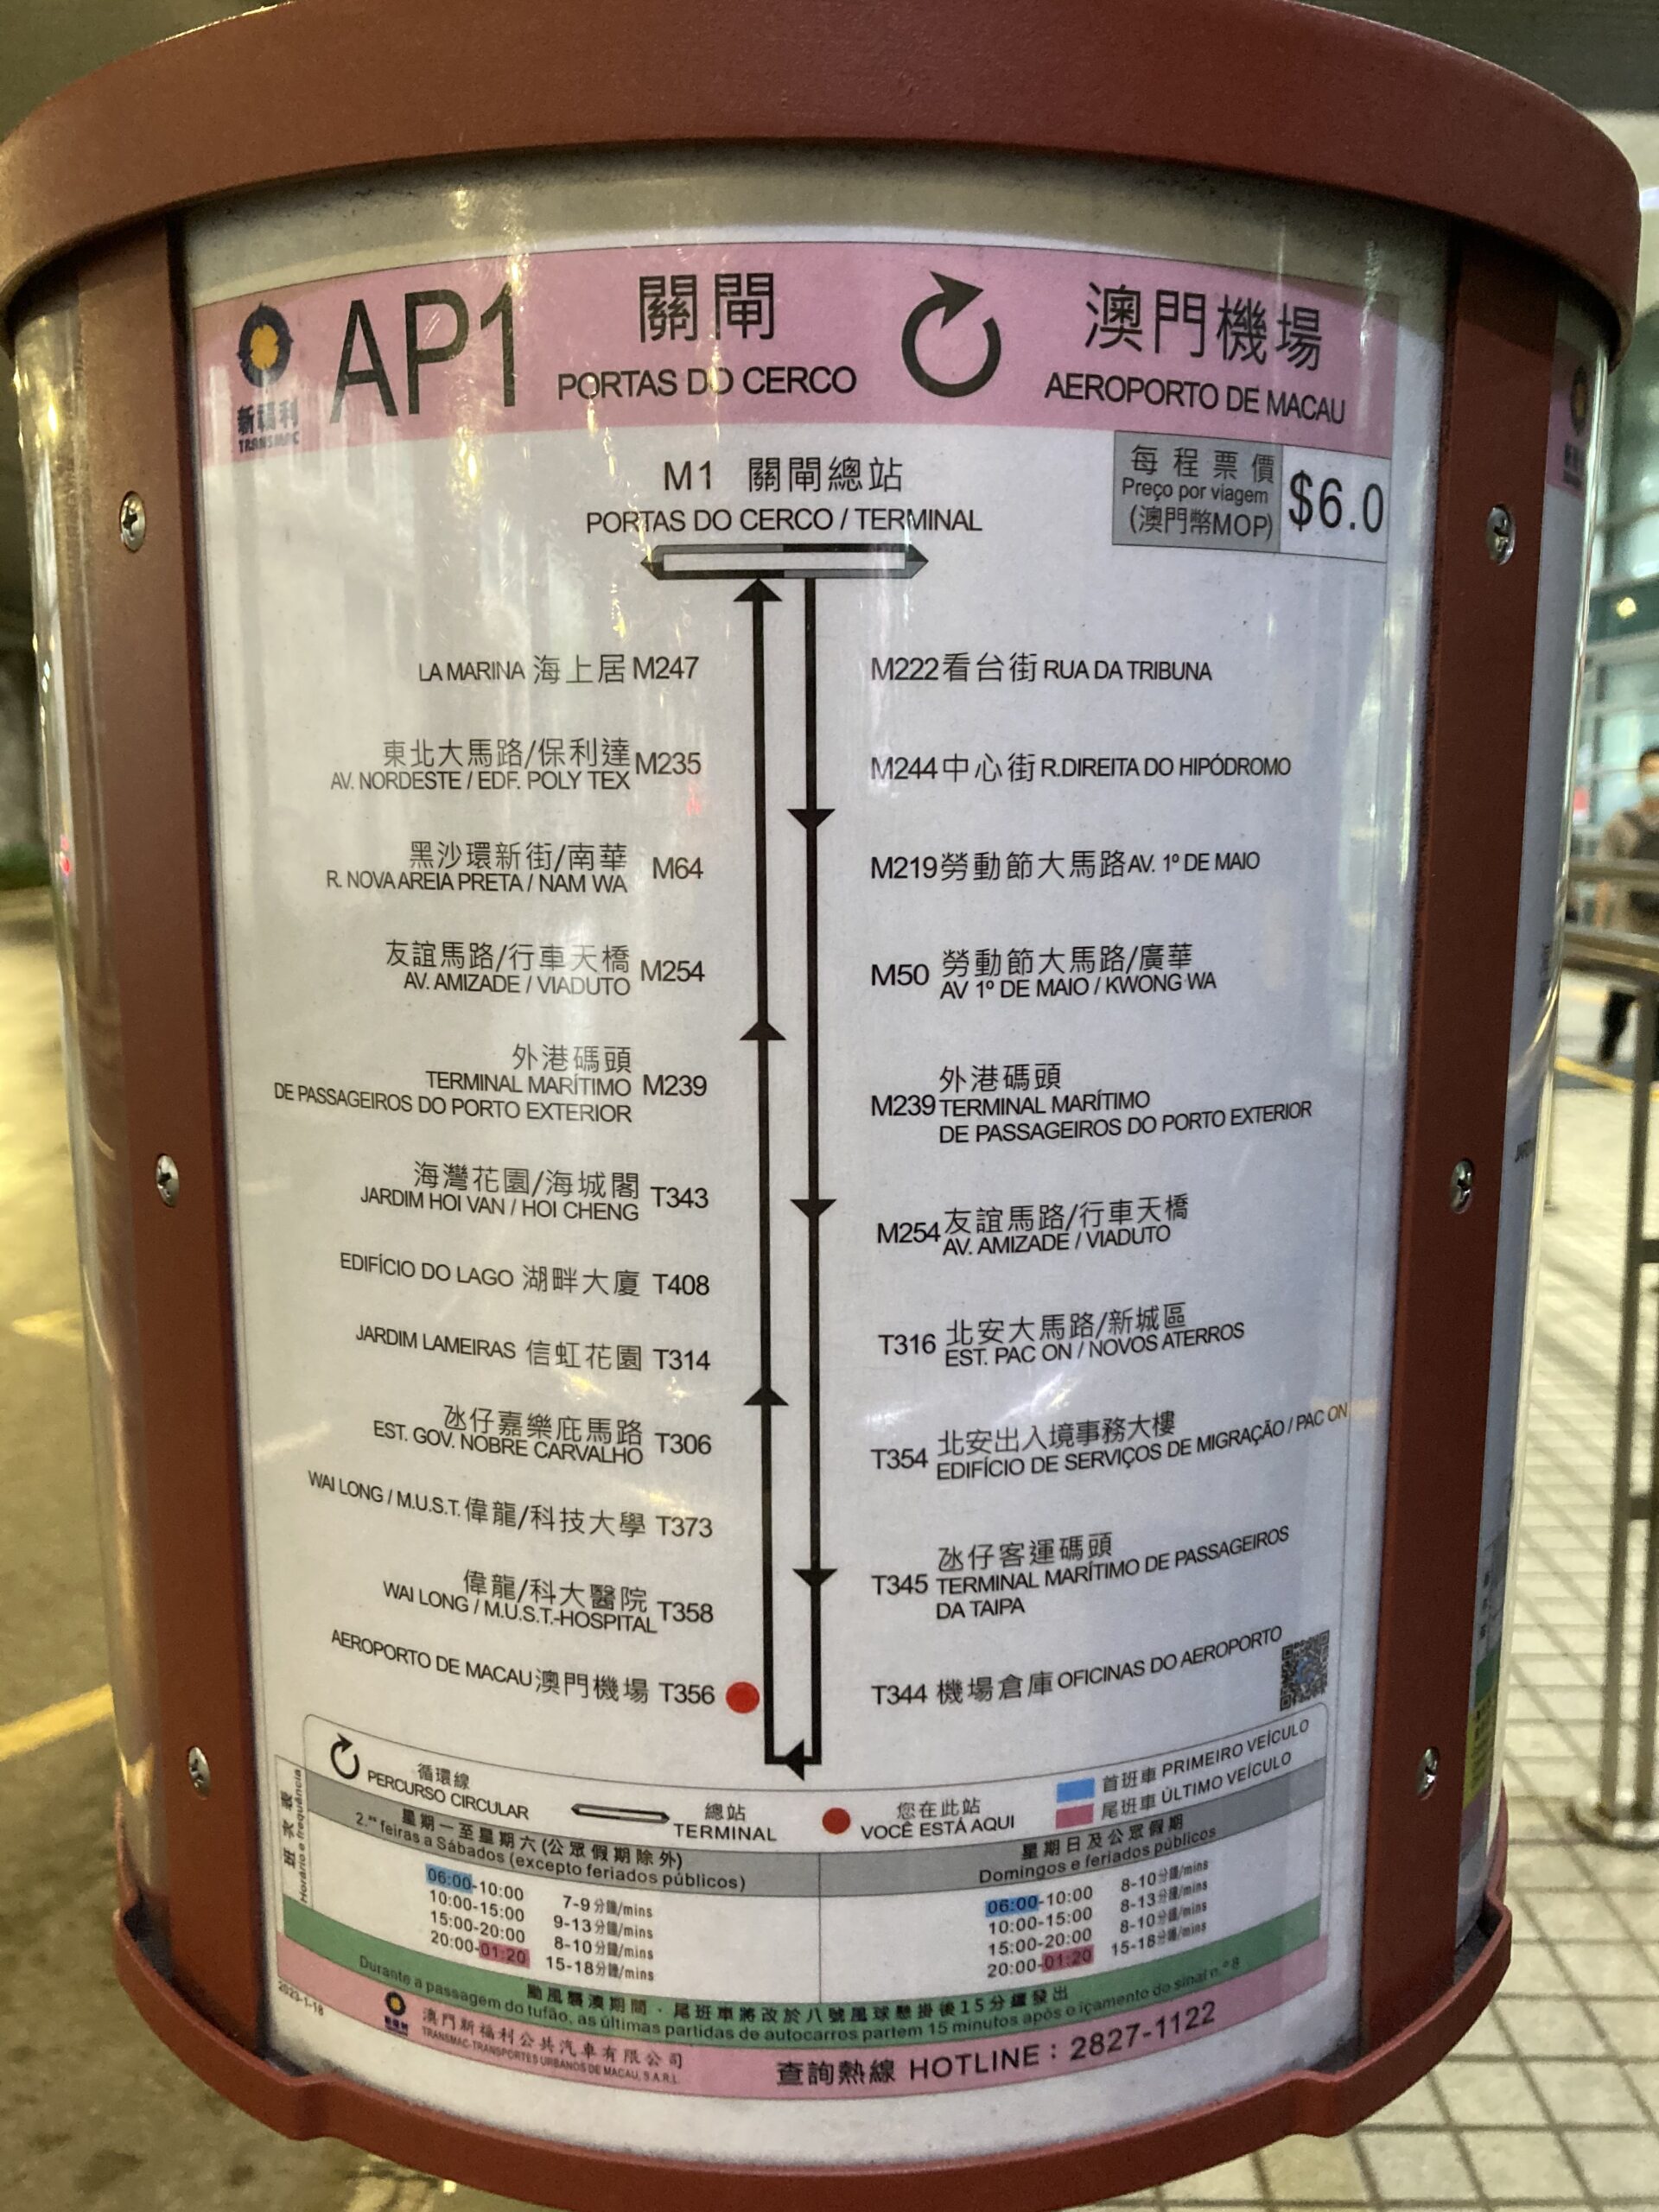 新福利
TRANSMAC
AP1
關閘
PORTAS DO CERCO
澳門機場
AEROPORTO DE MACAU
每程票價
Preço por viagem
(澳門幣MOP)
$6.0
M1 關閘總站
PORTAS DO CERCO / TERMINAL
LA MARINA 海上居 M247
東北大馬路/保利達
AV. NORDESTE / EDF. POLY TEX
M235
黑沙環新街/南華
R. NOVA AREIA PRETA / NAM WA
M64
友誼馬路/行車天橋
AV. AMIZADE / VIADUTO
M254
外港碼頭
TERMINAL MARÍTIMO
DE PASSAGEIROS DO PORTO EXTERIOR
M239
海灣花園/海城閣
JARDIM HOI VAN / HOI CHENG
T343
EDIFÍCIO DO LAGO 湖畔大廈 T408
JARDIM LAMEIRAS 信虹花園 T314
氹仔嘉樂庇馬路
EST. GOV. NOBRE CARVALHO
T306
WAI LONG / M.U.S.T. 偉龍/科技大學 T373
偉龍/科大醫院
WAI LONG / M.U.S.T.-HOSPITAL
T358
AEROPORTO DE MACAU 澳門機場 T356
M222 看台街 RUA DA TRIBUNA
M244 中心街 R.DIREITA DO HIPÓDROMO
M219 勞動節大馬路 AV. 1º DE MAIO
M50 勞動節大馬路/廣華
AV 1º DE MAIO / KWONG WA
外港碼頭
M239 TERMINAL MARÍTIMO
DE PASSAGEIROS DO PORTO EXTERIOR
M254 友誼馬路/行車天橋
AV. AMIZADE / VIADUTO
T316 北安大馬路/新城區
EST. PAC ON / NOVOS ATERROS
T354 北安出入境事務大樓
EDIFÍCIO DE SERVIÇOS DE MIGRAÇÃO / PAC ON
氹仔客運碼頭
T345 TERMINAL MARÍTIMO DE PASSAGEIROS
DA TAIPA
T344 機場倉庫 OFICINAS DO AEROPORTO
循環線
PERCURSO CIRCULAR
總站
TERMINAL
您在此站
VOCÊ ESTÁ AQUI
首班車 PRIMEIRO VEÍCULO
尾班車 ÚLTIMO VEÍCULO
班次表
Horário e frequência
星期一至星期六 (公眾假期除外)
2.ªs feiras a Sábados (excepto feriados públicos)
06:00-10:00 7-9分鐘/mins
10:00-15:00 9-13分鐘/mins
15:00-20:00 8-10分鐘/mins
20:00-01:20 15-18分鐘/mins
星期日及公眾假期
Domingos e feriados públicos
06:00-10:00 8-10分鐘/mins
10:00-15:00 8-13分鐘/mins
15:00-20:00 8-10分鐘/mins
20:00-01:20 15-18分鐘/mins
颱風襲澳期間，尾班車將改於八號風球懸掛後15分鐘發出
Durante a passagem do tufão, as últimas partidas de autocarros partem 15 minutos após o içamento do sinal n.º 8
2023-1-18
澳門新福利公共汽車有限公司
TRANSMAC-TRANSPORTES URBANOS DE MACAU, S.A.R.L.
查詢熱線 HOTLINE：2827-1122